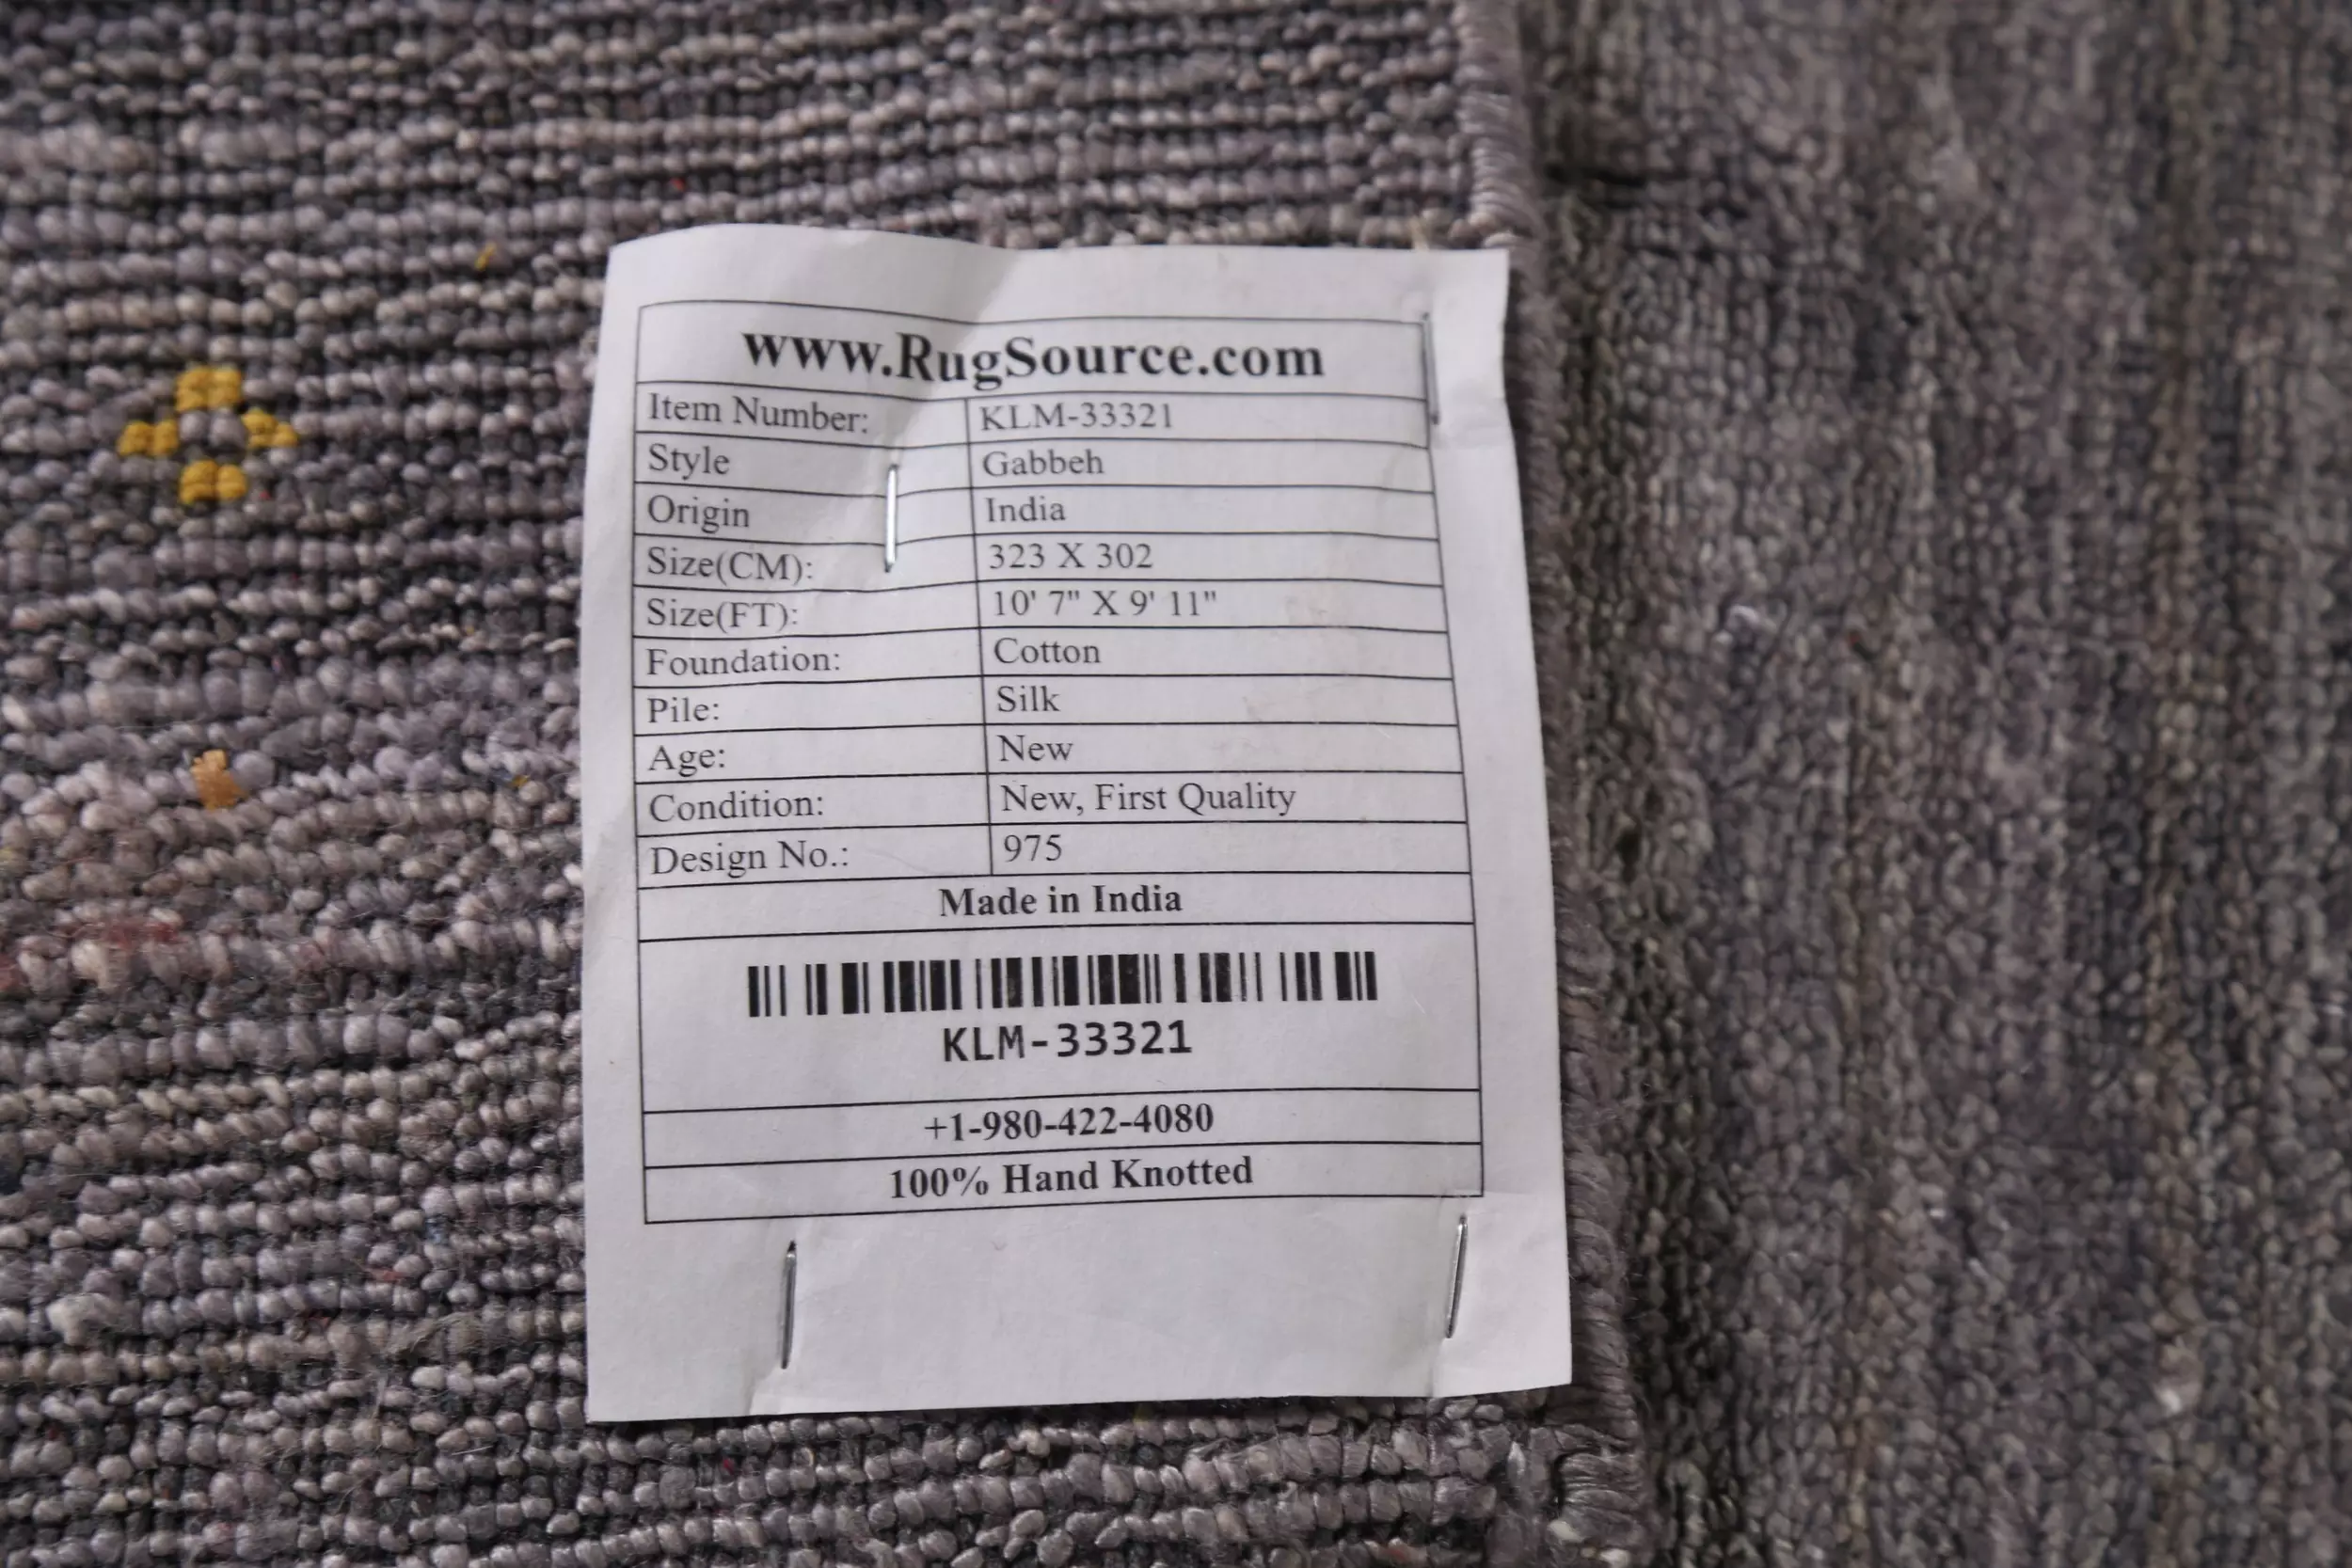 www.RugSource.com
Item Number: KLM-33321
Style Gabbeh
Origin India
Size(CM): 323 X 302
Size(FT): 10' 7" X 9' 11"
Foundation: Cotton
Pile: Silk
Age: New
Condition: New, First Quality
Design No.: 975
Made in India
KLM-33321
+1-980-422-4080
100% Hand Knotted